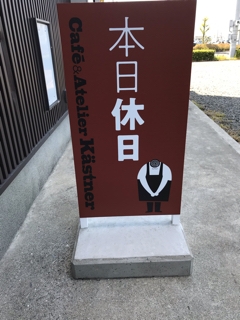 本日休日
Café & Atelier Kästner